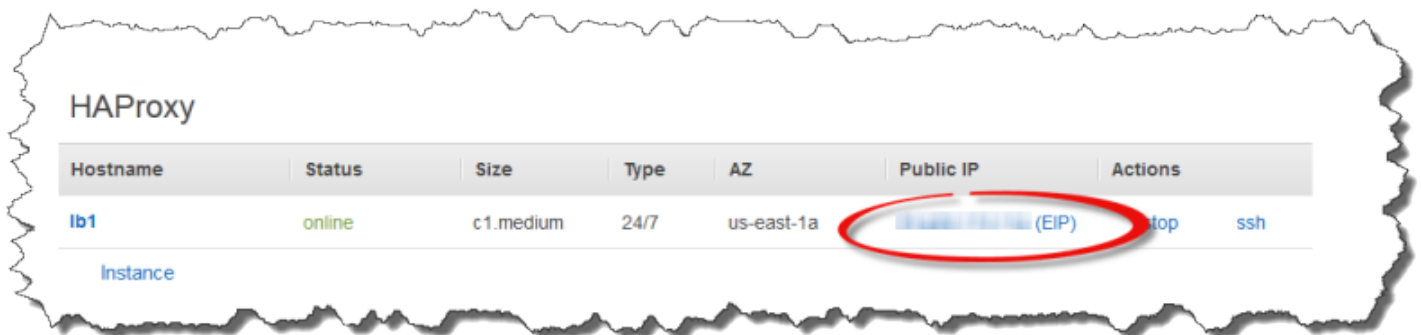 HAProxy
Hostname Status Size Type AZ Public IP Actions
lb1 online c1.medium 24/7 us-east-1a (EIP) stop ssh
Instance